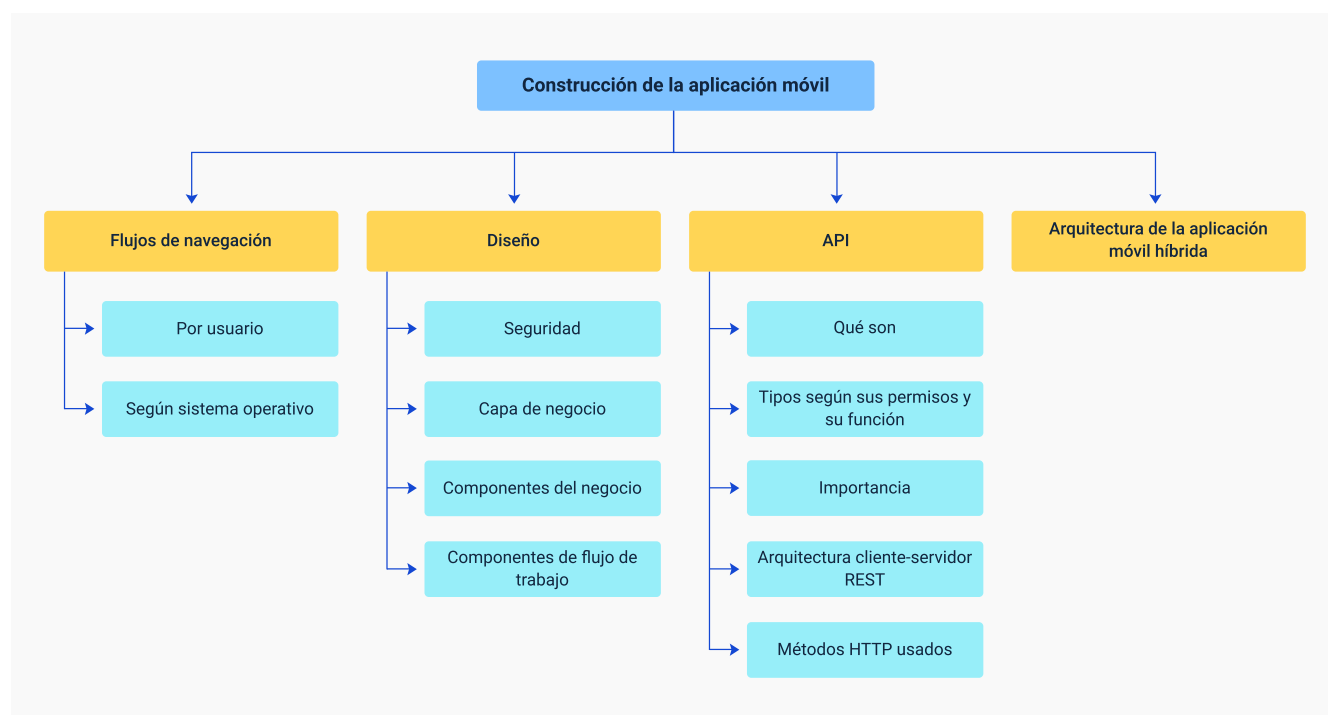 Construcción de la aplicación móvil
Flujos de navegación
Por usuario
Según sistema operativo
Diseño
Seguridad
Capa de negocio
Componentes del negocio
Componentes de flujo de
trabajo
API
Qué son
Tipos según sus permisos y
su función
Importancia
Arquitectura cliente-servidor
REST
Métodos HTTP usados
Arquitectura de la aplicación
móvil híbrida